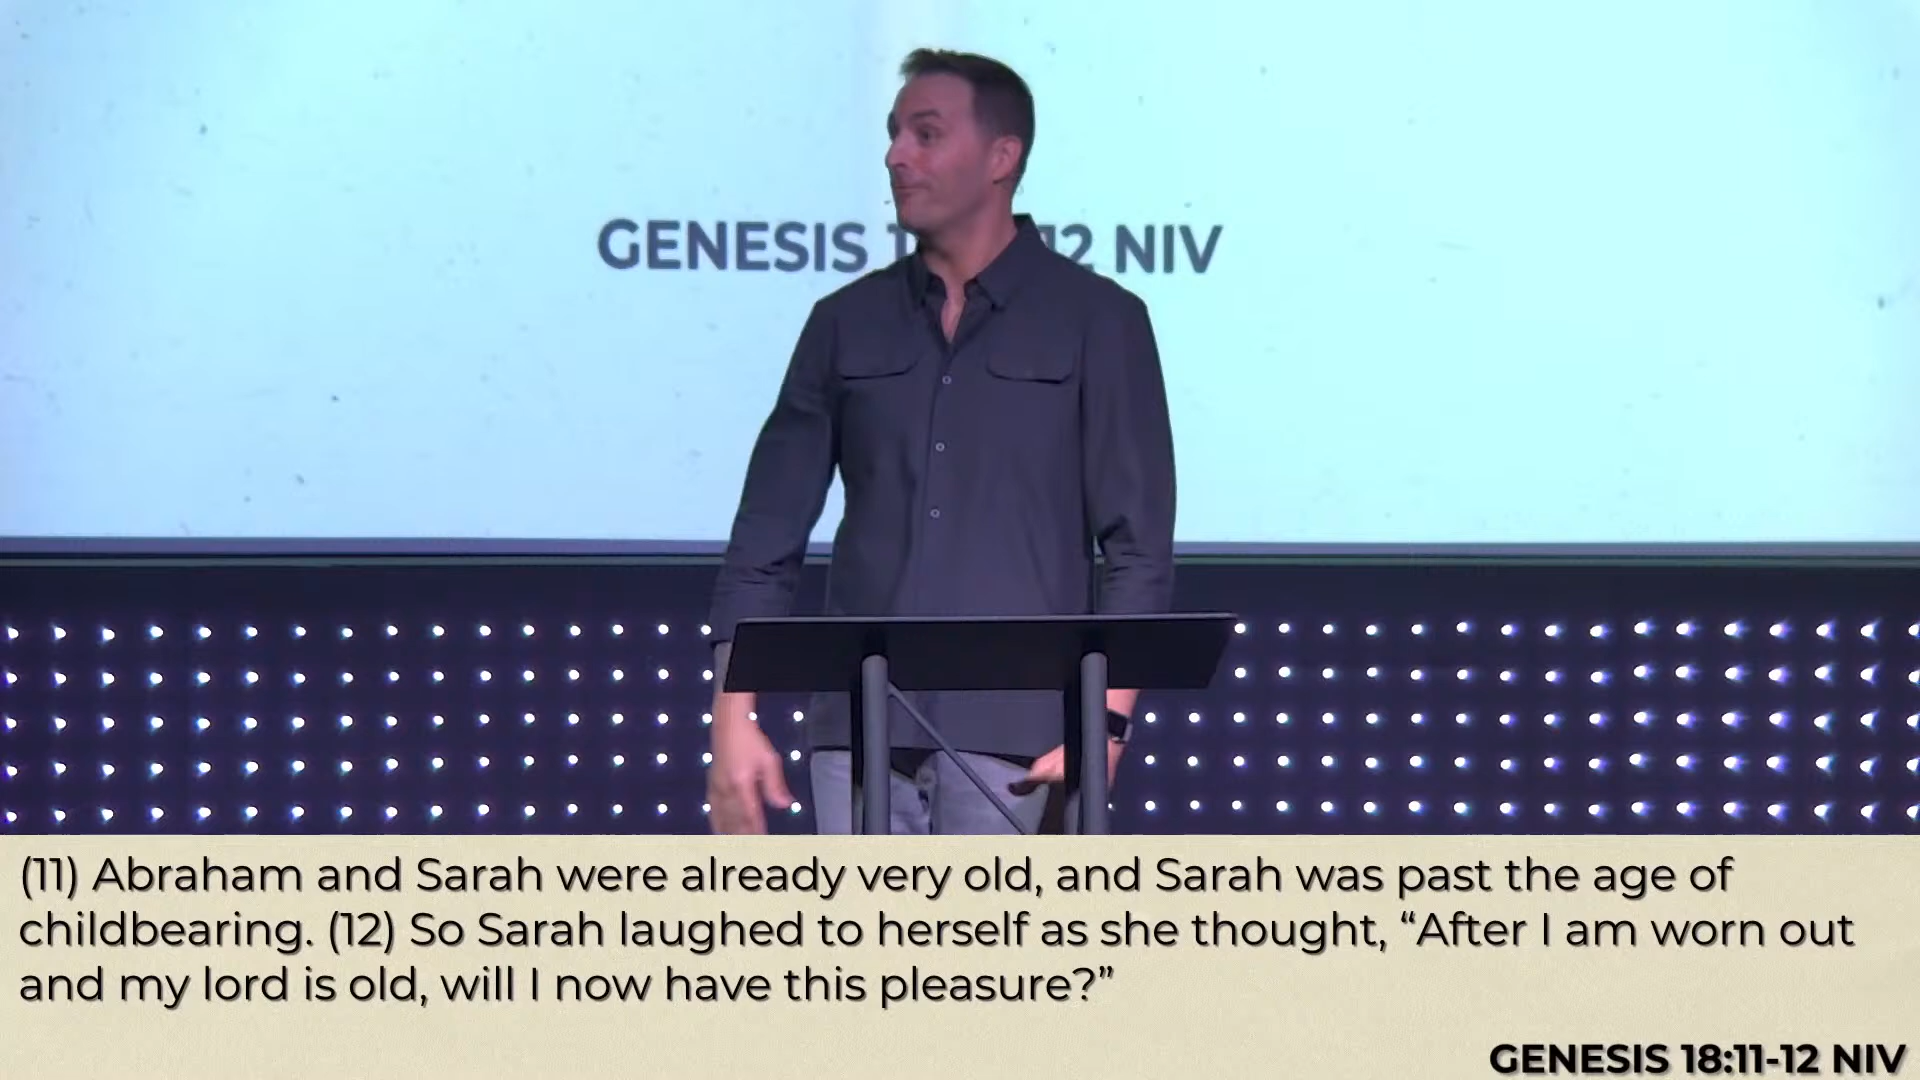 GENESIS 1 12 NIV
(11) Abraham and Sarah were already very old, and Sarah was past the age of
childbearing. (12) So Sarah laughed to herself as she thought, “After I am worn out
and my lord is old, will I now have this pleasure?”
GENESIS 18:11-12 NIV